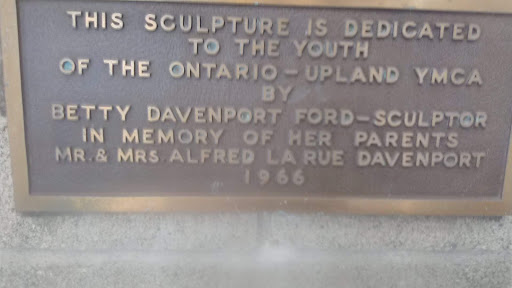 THIS SCULPTURE IS DEDICATED
TO THE YOUTH
OF THE ONTARIO-UPLAND YMCA
BY
BETTY DAVENPORT FORD-SCULPTOR
IN MEMORY OF HER PARENTS
MR. & MRS. ALFRED LA RUE DAVENPORT
1966